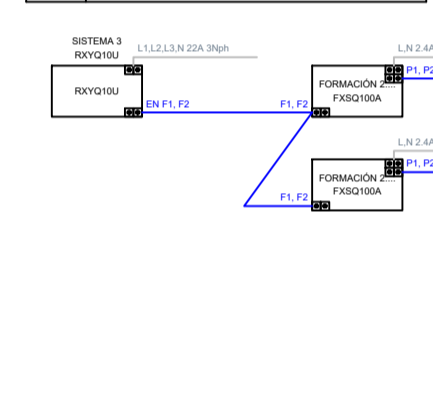 SISTEMA 3
RXYQ10U
L1,L2,L3,N 22A 3Nph
RXYQ10U
EN F1, F2
F1, F2
L,N 2.4A
P1, P2
FORMACIÓN 2....
FXSQ100A
L,N 2.4A
P1, P2
FORMACIÓN 2....
FXSQ100A
F1, F2